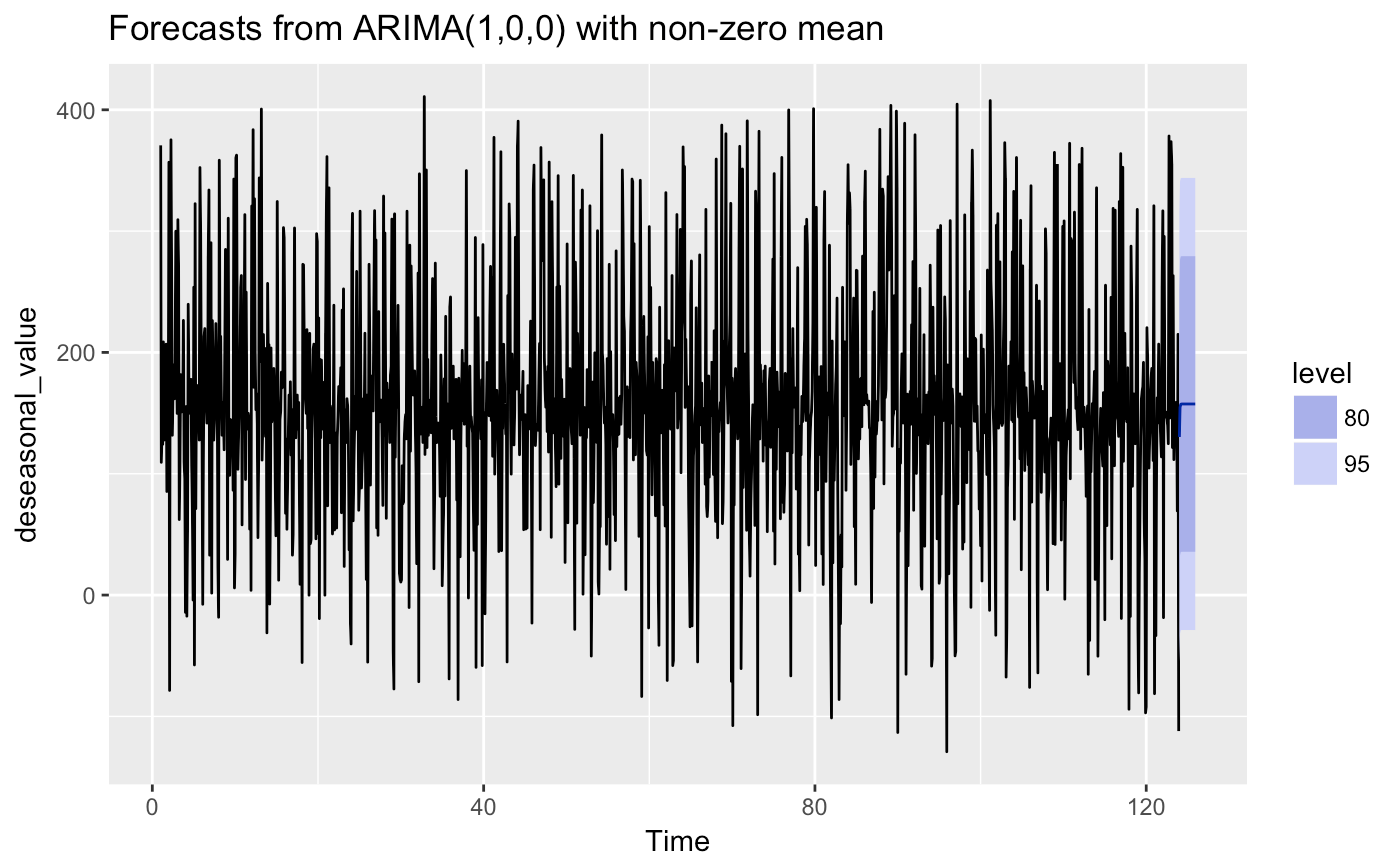 Forecasts from ARIMA(1,0,0) with non-zero mean
400
200
0
deseasonal_value
0
40
80
120
Time
level
80
95